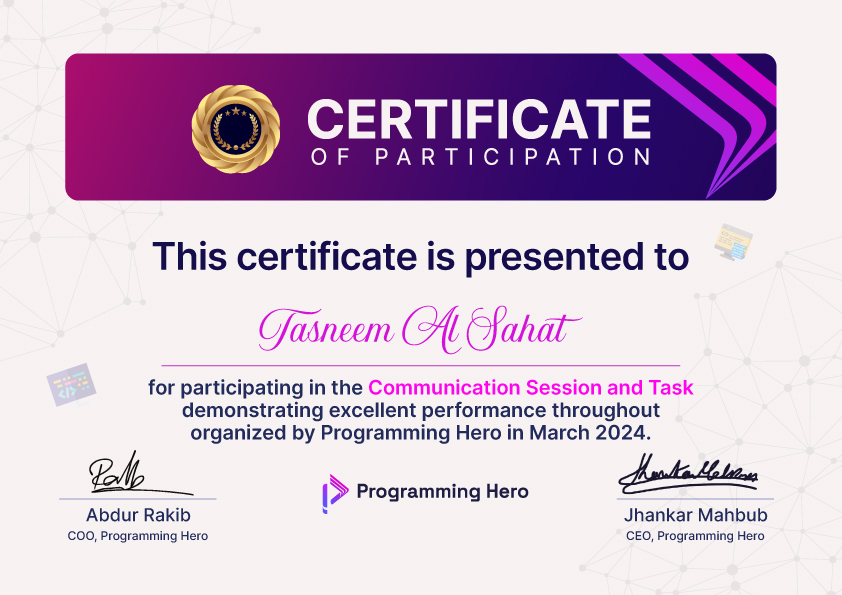 CERTIFICATE
OF PARTICIPATION
This certificate is presented to
Tasneem Al Sahat
for participating in the Communication Session and Task
demonstrating excellent performance throughout
organized by Programming Hero in March 2024.
Programming Hero
Abdur Rakib
COO, Programming Hero
Jhankar Mahbub
CEO, Programming Hero